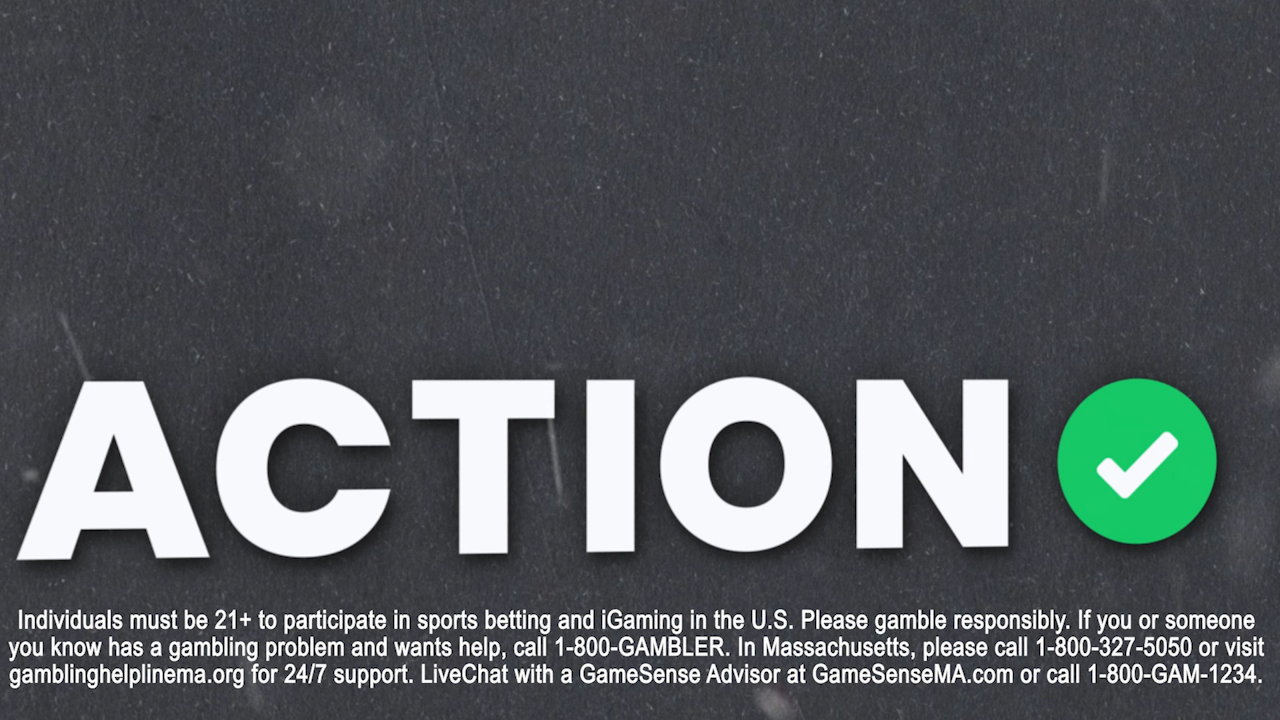 ACTION
Individuals must be 21+ to participate in sports betting and iGaming in the U.S. Please gamble responsibly. If you or someone
you know has a gambling problem and wants help, call 1-800-GAMBLER. In Massachusetts, please call 1-800-327-5050 or visit
gamblinghelplinema.org for 24/7 support. LiveChat with a GameSense Advisor at GameSenseMA.com or call 1-800-GAM-1234.